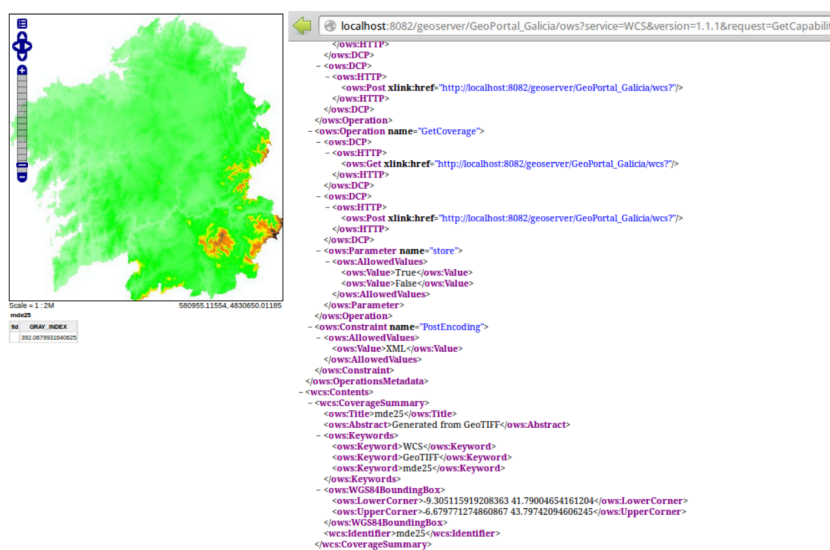 Scale = 1 : 2M
580955.11554, 4830650.01185
mde25
fid GRAY_INDEX
392.0679931640625
localhost:8082/geoserver/GeoPortal_Galicia/ows?service=WCS&version=1.1.1&request=GetCapabilit
</ows:HTTP>
</ows:DCP>
− <ows:DCP>
− <ows:HTTP>
<ows:Post xlink:href="http://localhost:8082/geoserver/GeoPortal_Galicia/wcs?"/>
</ows:HTTP>
</ows:DCP>
</ows:Operation>
− <ows:Operation name="GetCoverage">
− <ows:DCP>
− <ows:HTTP>
<ows:Get xlink:href="http://localhost:8082/geoserver/GeoPortal_Galicia/wcs?"/>
</ows:HTTP>
</ows:DCP>
− <ows:DCP>
− <ows:HTTP>
<ows:Post xlink:href="http://localhost:8082/geoserver/GeoPortal_Galicia/wcs?"/>
</ows:HTTP>
</ows:DCP>
− <ows:Parameter name="store">
− <ows:AllowedValues>
<ows:Value>True</ows:Value>
<ows:Value>False</ows:Value>
</ows:AllowedValues>
</ows:Parameter>
</ows:Operation>
− <ows:Constraint name="PostEncoding">
− <ows:AllowedValues>
<ows:Value>XML</ows:Value>
</ows:AllowedValues>
</ows:Constraint>
</ows:OperationsMetadata>
− <wcs:Contents>
− <wcs:CoverageSummary>
<ows:Title>mde25</ows:Title>
<ows:Abstract>Generated from GeoTIFF</ows:Abstract>
− <ows:Keywords>
<ows:Keyword>WCS</ows:Keyword>
<ows:Keyword>GeoTIFF</ows:Keyword>
<ows:Keyword>mde25</ows:Keyword>
</ows:Keywords>
− <ows:WGS84BoundingBox>
<ows:LowerCorner>-9.305115919208363 41.79004654161204</ows:LowerCorner>
<ows:UpperCorner>-6.679771274860867 43.79742094606245</ows:UpperCorner>
</ows:WGS84BoundingBox>
<wcs:Identifier>mde25</wcs:Identifier>
</wcs:CoverageSummary>